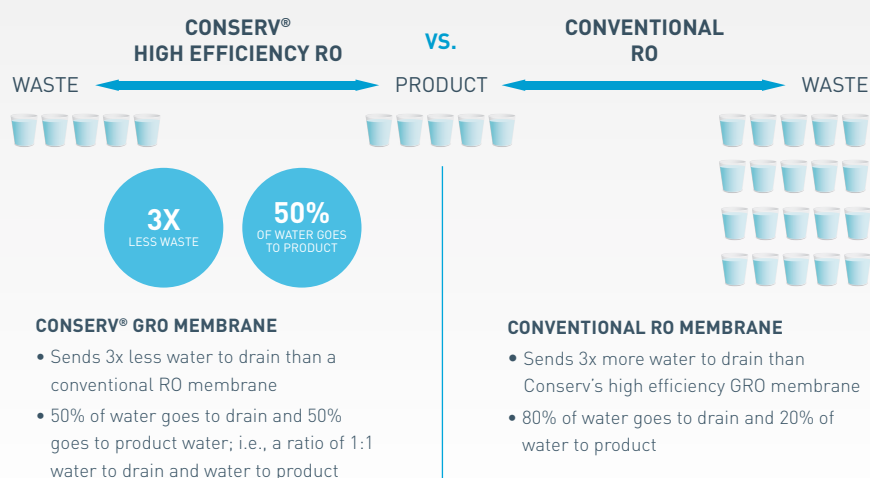 CONSERV®
HIGH EFFICIENCY RO
VS.
CONVENTIONAL
RO
WASTE
PRODUCT
WASTE
3X
LESS WASTE
50%
OF WATER GOES
TO PRODUCT
CONSERV® GRO MEMBRANE
• Sends 3x less water to drain than a
conventional RO membrane
• 50% of water goes to drain and 50%
goes to product water; i.e., a ratio of 1:1
water to drain and water to product
CONVENTIONAL RO MEMBRANE
• Sends 3x more water to drain than
Conserv’s high efficiency GRO membrane
• 80% of water goes to drain and 20% of
water to product